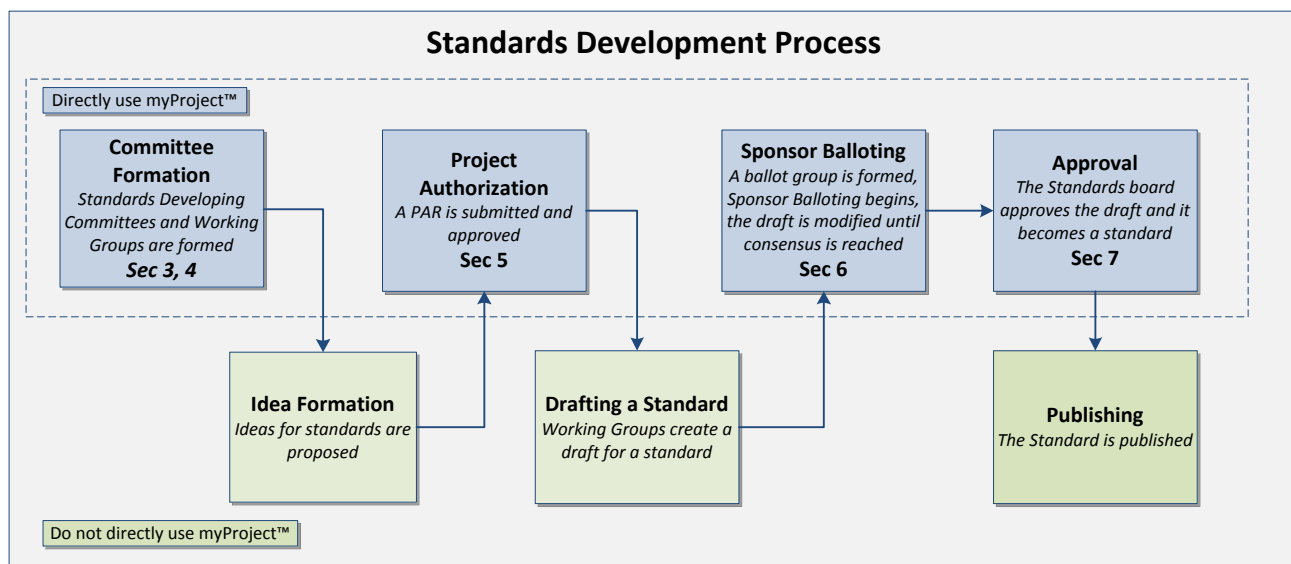 Standards Development Process
Directly use myProject™
Committee
Formation
Standards Developing
Committees and Working
Groups are formed
Sec 3, 4
Project
Authorization
A PAR is submitted and
approved
Sec 5
Sponsor Balloting
A ballot group is formed,
Sponsor Balloting begins,
the draft is modified until
consensus is reached
Sec 6
Approval
The Standards board
approves the draft and it
becomes a standard
Sec 7
Idea Formation
Ideas for standards are
proposed
Drafting a Standard
Working Groups create a
draft for a standard
Publishing
The Standard is published
Do not directly use myProject™